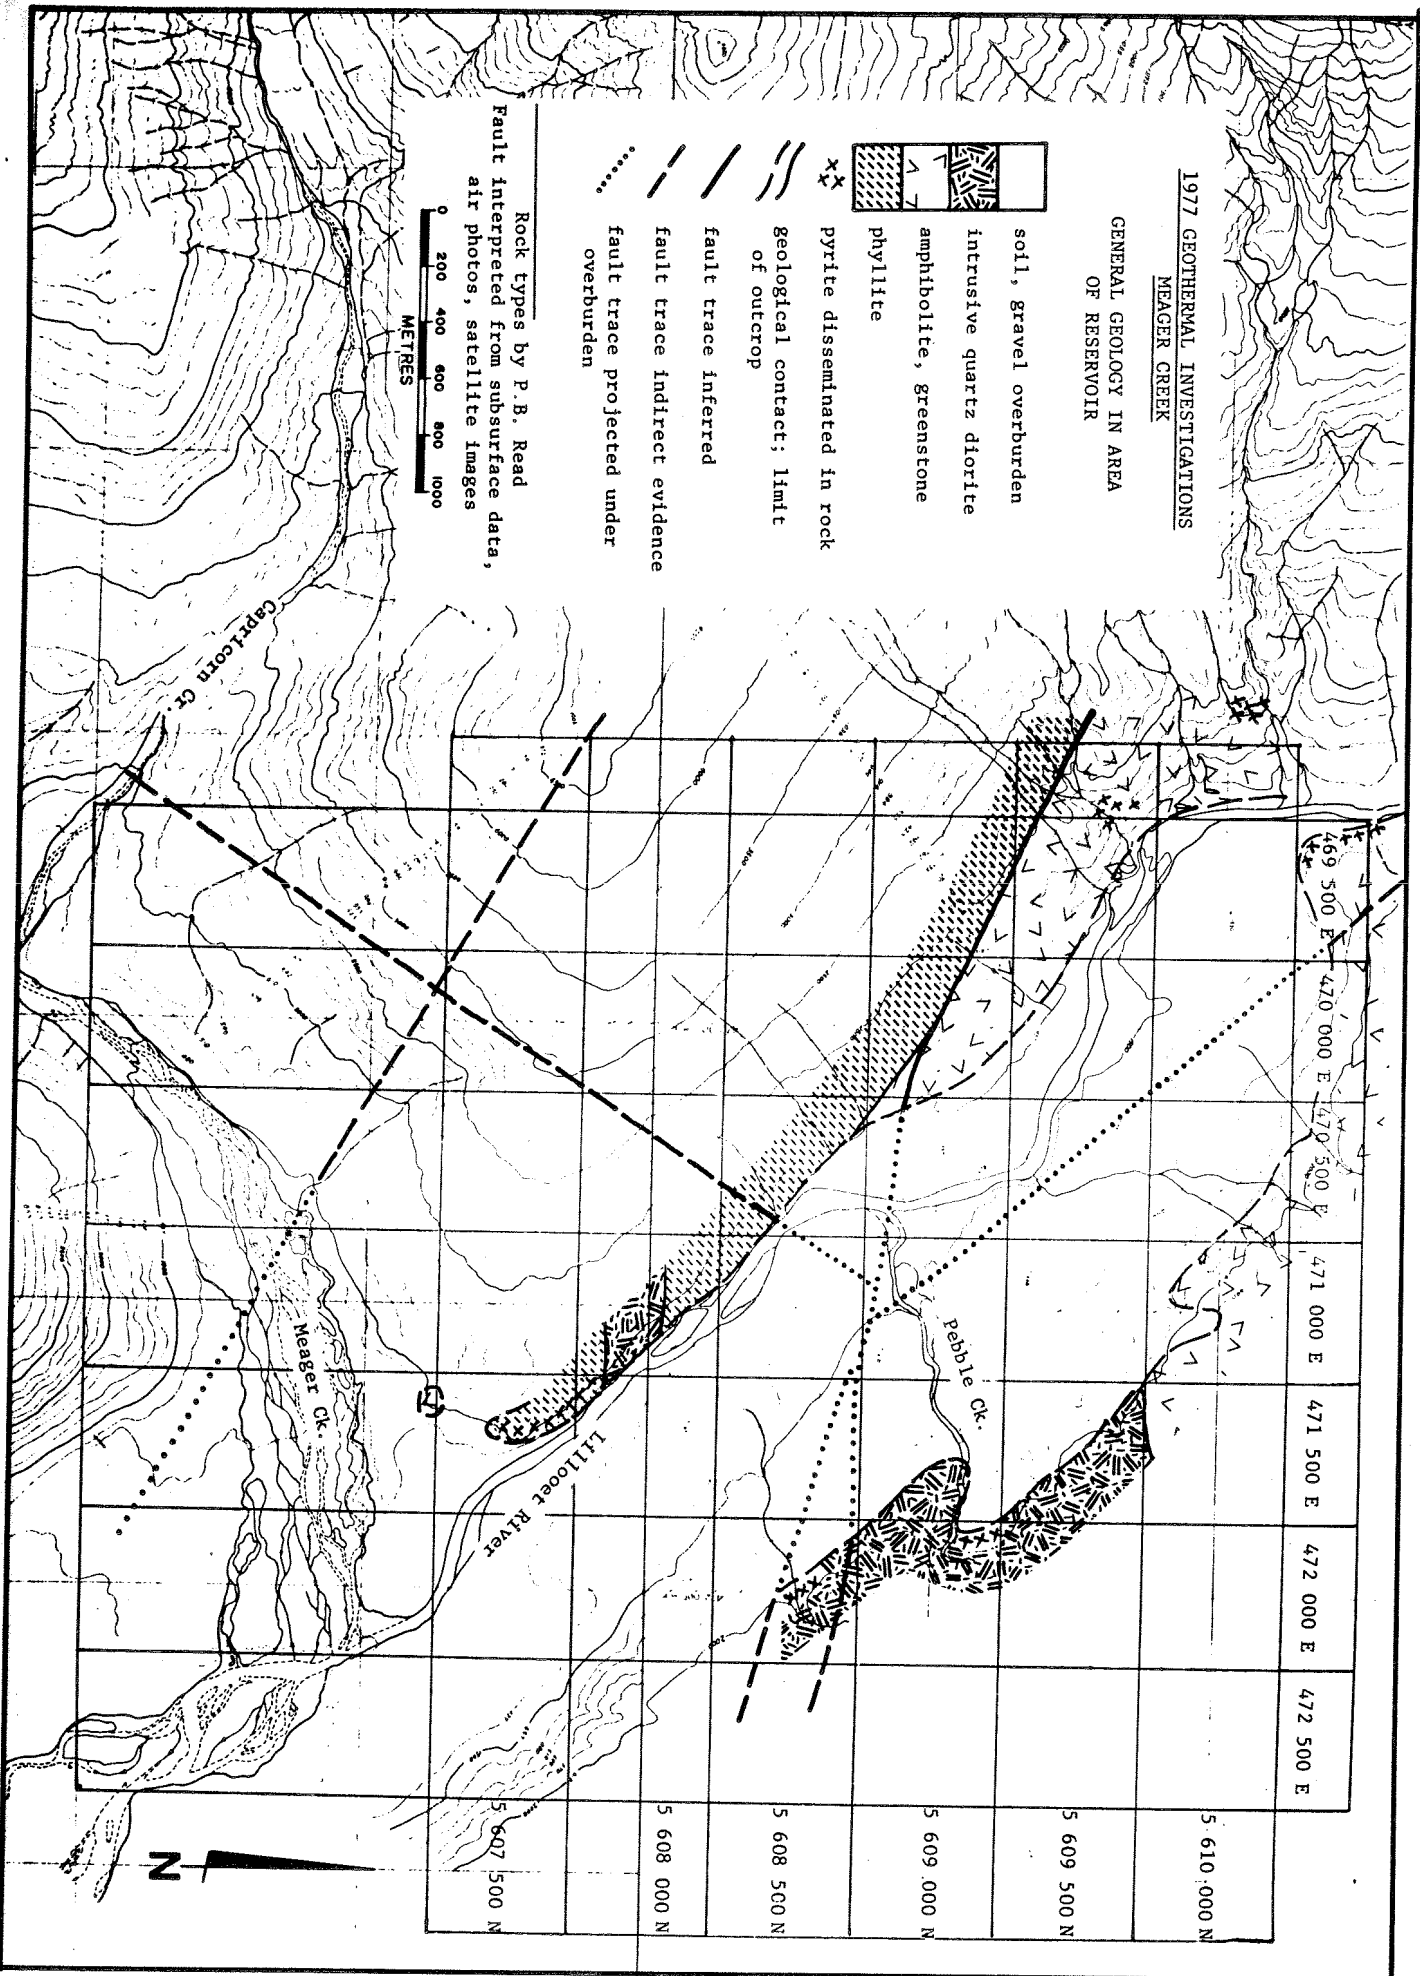 1977 GEOTHERMAL INVESTIGATIONS
MEAGER CREEK
GENERAL GEOLOGY IN AREA
OF RESERVOIR
soil, gravel overburden
intrusive quartz diorite
amphibolite, greenstone
phyllite
pyrite disseminated in rock
geological contact; limit
of outcrop
fault trace inferred
fault trace indirect evidence
fault trace projected under
overburden
Rock types by P.B. Read
Fault interpreted from subsurface data,
air photos, satellite images
0 200 400 600 800 1000
METRES
469 500 E
470 000 E
470 500 E
471 000 E
471 500 E
472 000 E
472 500 E
5 610 000 N
5 609 500 N
5 609 000 N
5 608 500 N
5 608 000 N
5 607 500 N
Capricorn Cr.
Pebble Ck.
Lillooet River
Meager Ck.
H
N